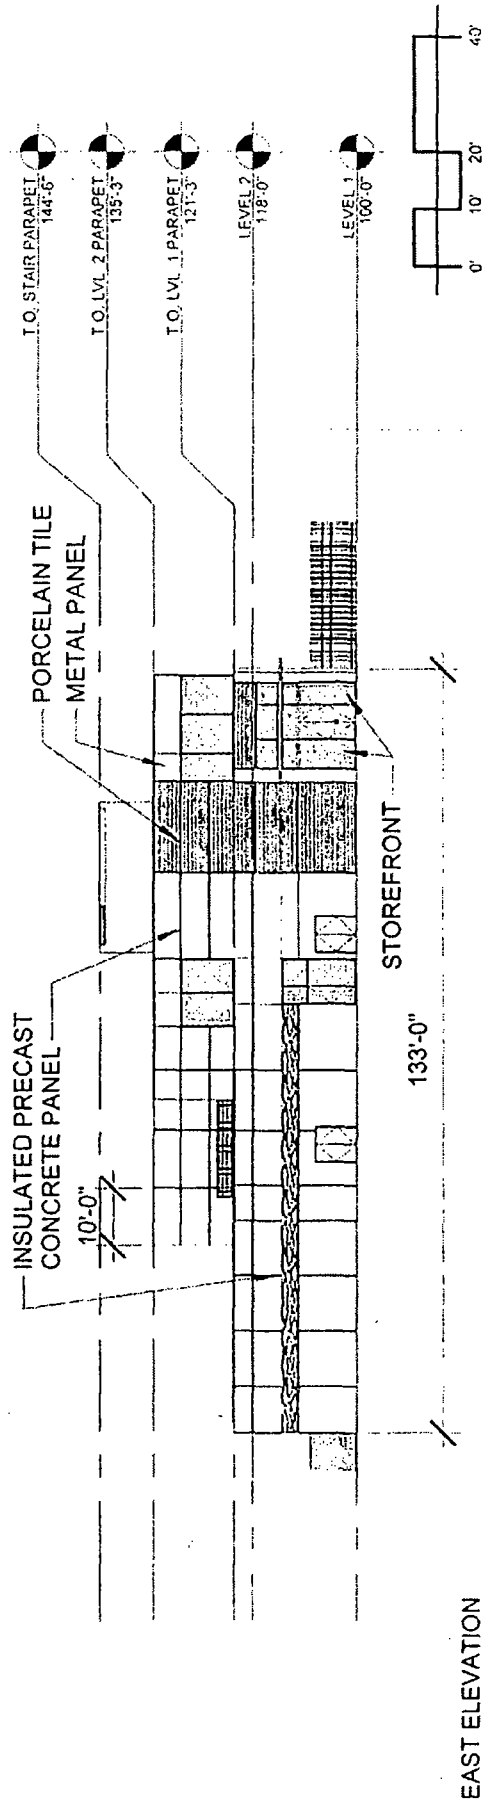 T.O. STAIR PARAPET
144'-6"
T.O. LVL. 2 PARAPET
135'-3"
T.O. LVL. 1 PARAPET
121'-3"
LEVEL 2
118'-0"
LEVEL 1
100'-0"
PORCELAIN TILE
METAL PANEL
INSULATED PRECAST
CONCRETE PANEL
10'-0"
STOREFRONT
133'-0"
0'
10'
20'
40'
EAST ELEVATION